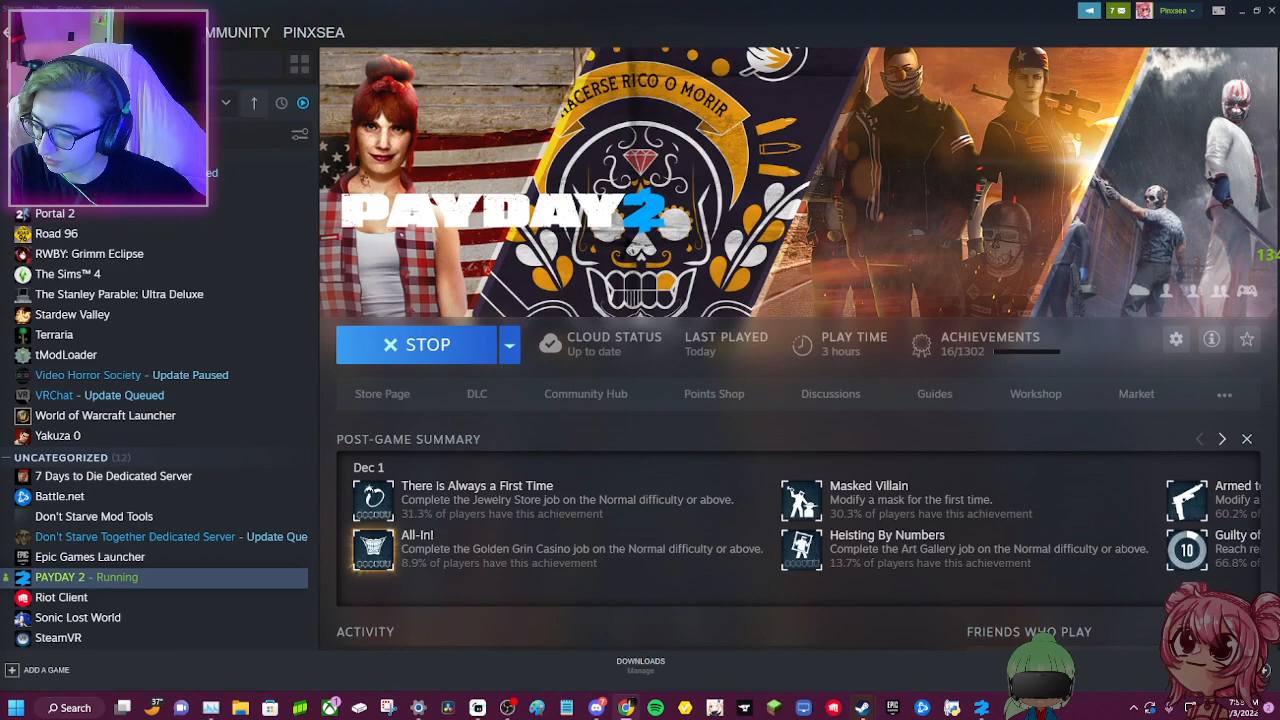 Pinxsea
7
MMUNITY PINXSEA
ed
Portal 2
Road 96
RWBY: Grimm Eclipse
The Sims™ 4
The Stanley Parable: Ultra Deluxe
Stardew Valley
Terraria
tModLoader
Video Horror Society - Update Paused
VRChat - Update Queued
World of Warcraft Launcher
Yakuza 0
UNCATEGORIZED (12)
7 Days to Die Dedicated Server
Battle.net
Don't Starve Mod Tools
Don't Starve Together Dedicated Server - Update Que
Epic Games Launcher
PAYDAY 2 - Running
Riot Client
Sonic Lost World
SteamVR
ADD A GAME
HACERSE RICO O MORIR
PAYDAY 2
134
STOP
CLOUD STATUS
Up to date
LAST PLAYED
Today
PLAY TIME
3 hours
ACHIEVEMENTS
16/1302
Store Page DLC Community Hub Points Shop Discussions Guides Workshop Market
POST-GAME SUMMARY
Dec 1
There Is Always a First Time
Complete the Jewelry Store job on the Normal difficulty or above.
31.3% of players have this achievement
Masked Villain
Modify a mask for the first time.
30.3% of players have this achievement
Armed to
Modify a
60.2% of
All-In!
Complete the Golden Grin Casino job on the Normal difficulty or above.
8.9% of players have this achievement
Heisting By Numbers
Complete the Art Gallery job on the Normal difficulty or above.
13.7% of players have this achievement
10
Guilty of
Reach re
66.8% of
ACTIVITY
FRIENDS WHO PLAY
DOWNLOADS
Manage
Search